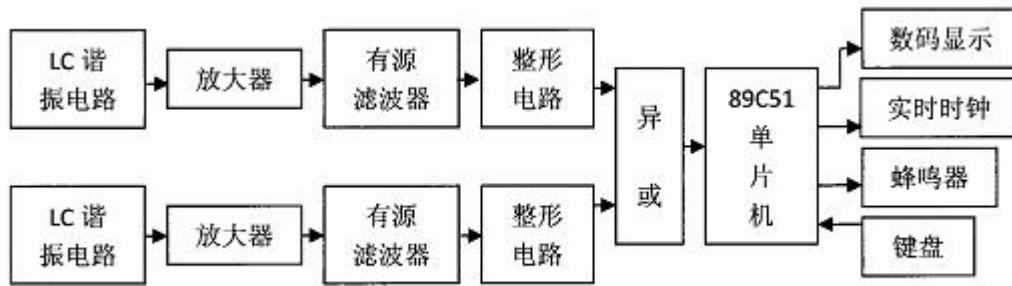 LC 谐
振电路
放大器
有源
滤波器
整形
电路
LC 谐
振电路
放大器
有源
滤波器
整形
电路
异
或
89C51
单
片
机
数码显示
实时时钟
蜂鸣器
键盘